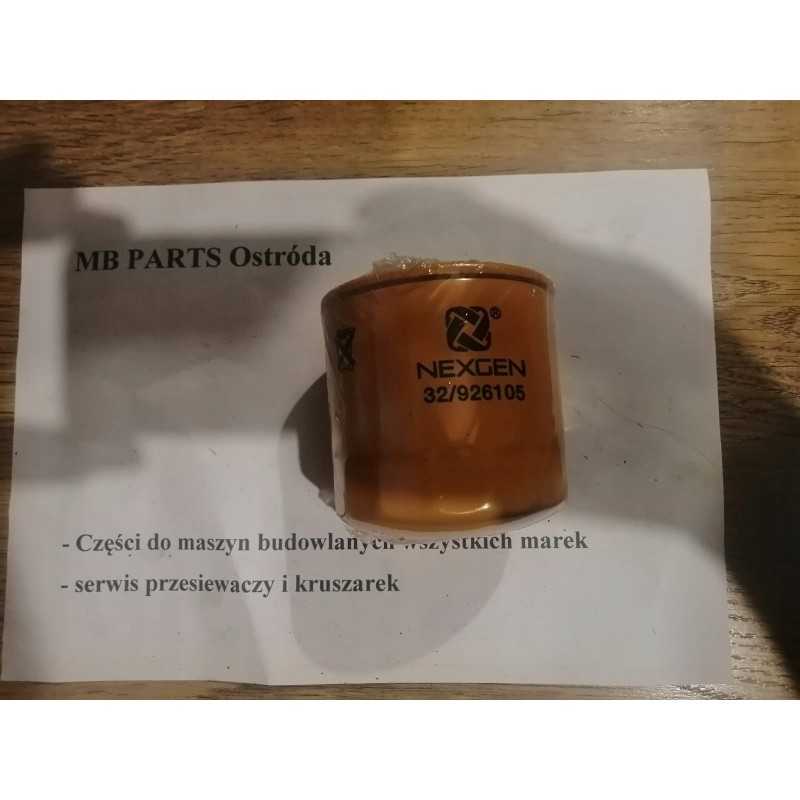 MB PARTS Ostróda
®
NEXGEN
32/926105
- Części do maszyn budowlanych wszystkich marek
- serwis przesiewaczy i kruszarek